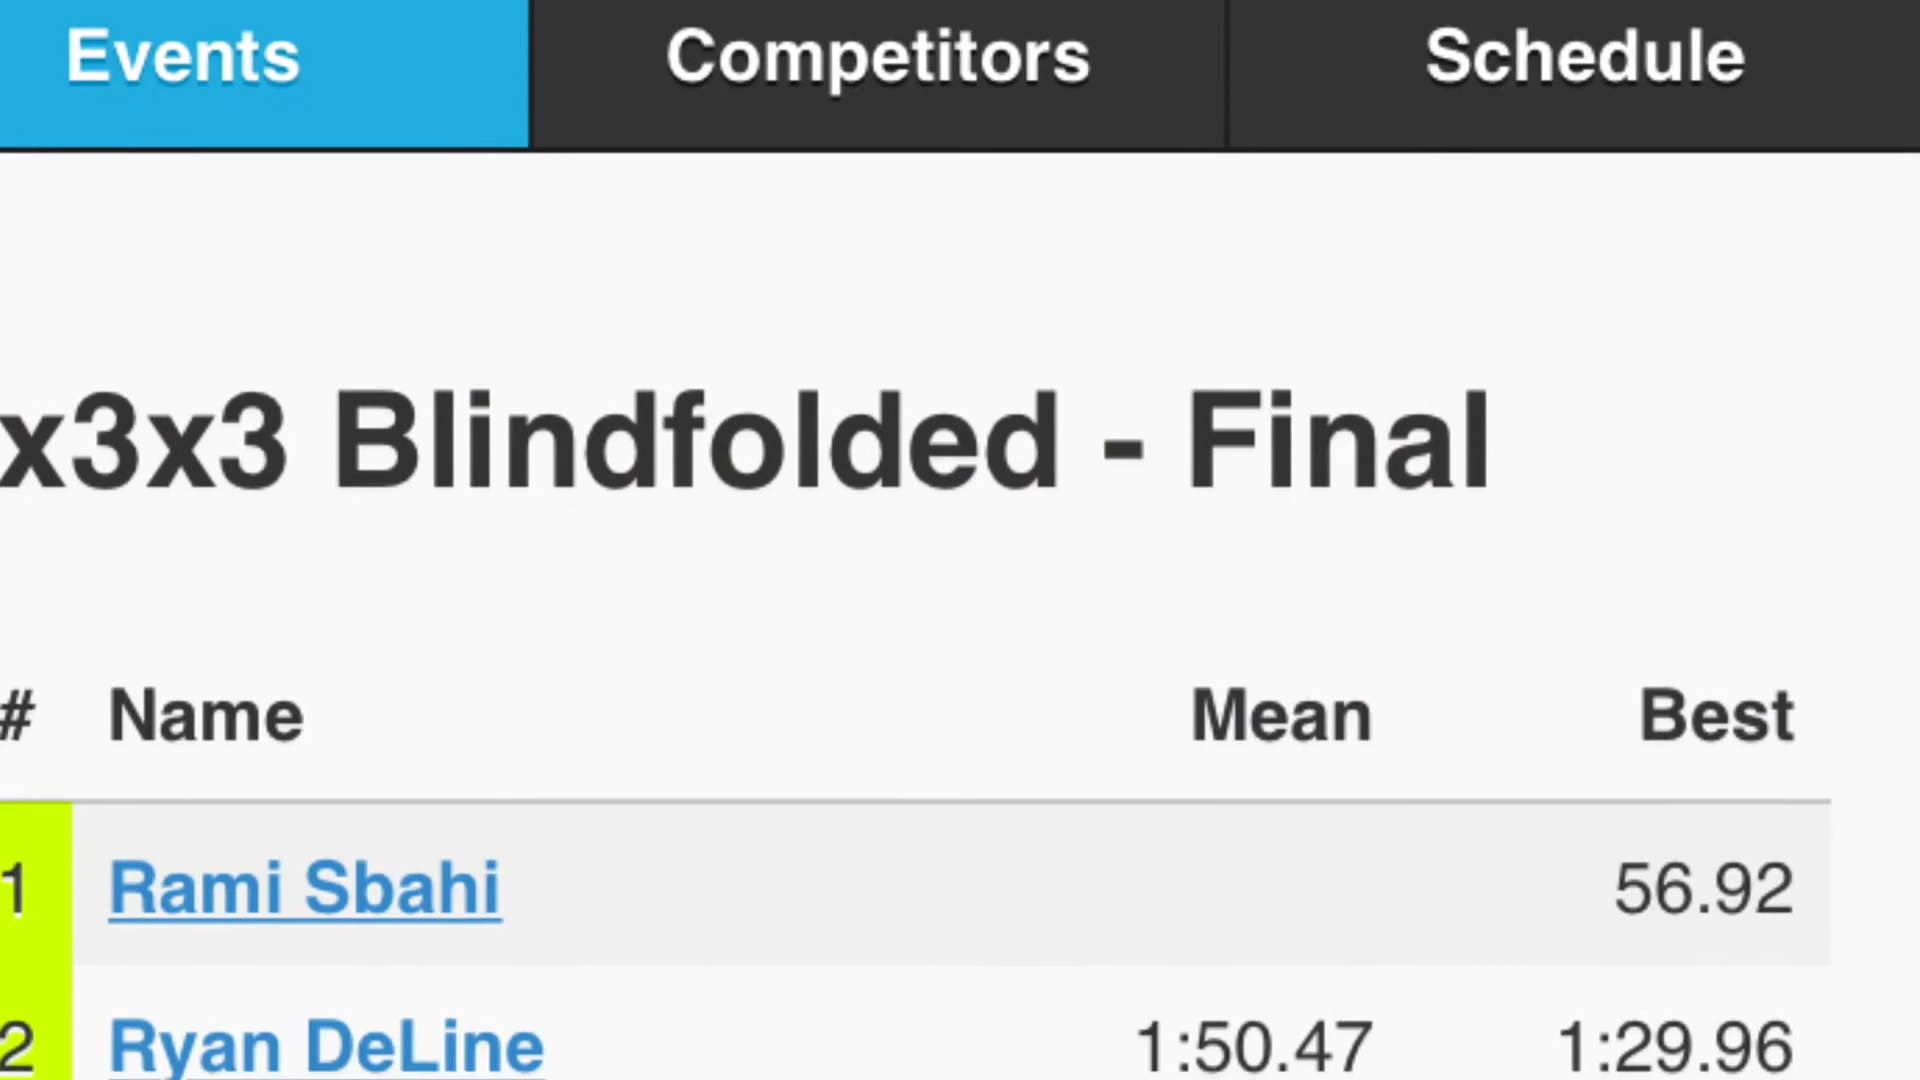 Events Competitors Schedule
x3x3 Blindfolded - Final
# Name Mean Best
1 Rami Sbahi 56.92
2 Ryan DeLine 1:50.47 1:29.96